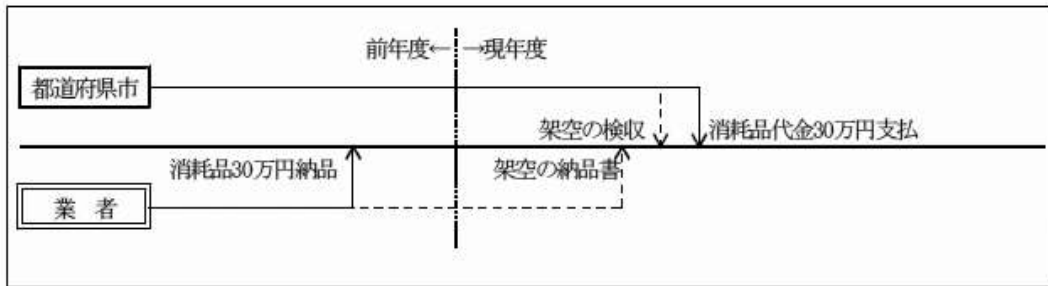 前年度←
→現年度
都道府県市
架空の検収
消耗品代金30万円支払
消耗品30万円納品
架空の納品書
業 者